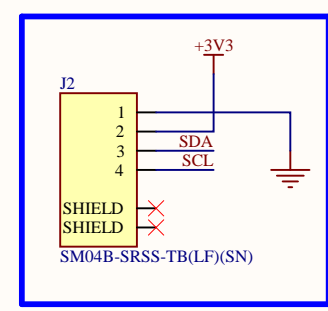 +3V3
J2
1
2
3 SDA
4 SCL
SHIELD
SHIELD
SM04B-SRSS-TB(LF)(SN)